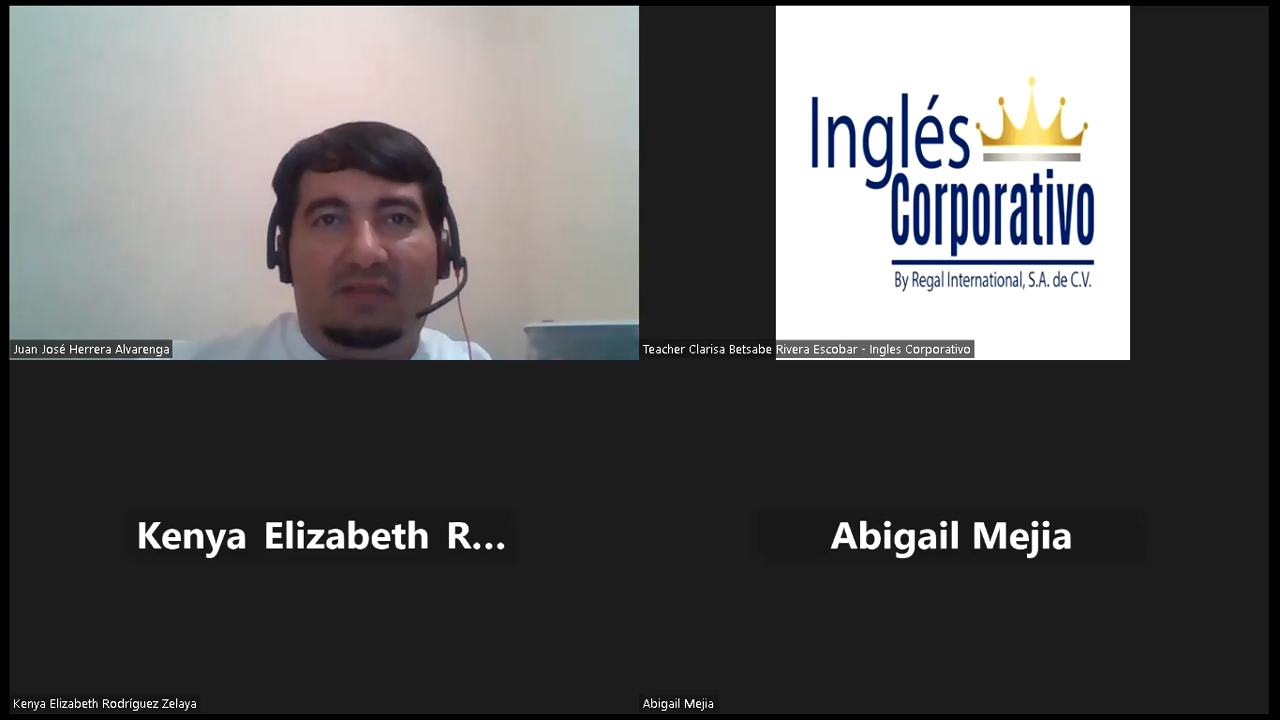 Inglés
Corporativo
By Regal International, S.A. de C.V.
Juan José Herrera Alvarenga
Teacher Clarisa Betsabe Rivera Escobar - Ingles Corporativo
Kenya Elizabeth R...
Abigail Mejia
Kenya Elizabeth Rodríguez Zelaya
Abigail Mejia